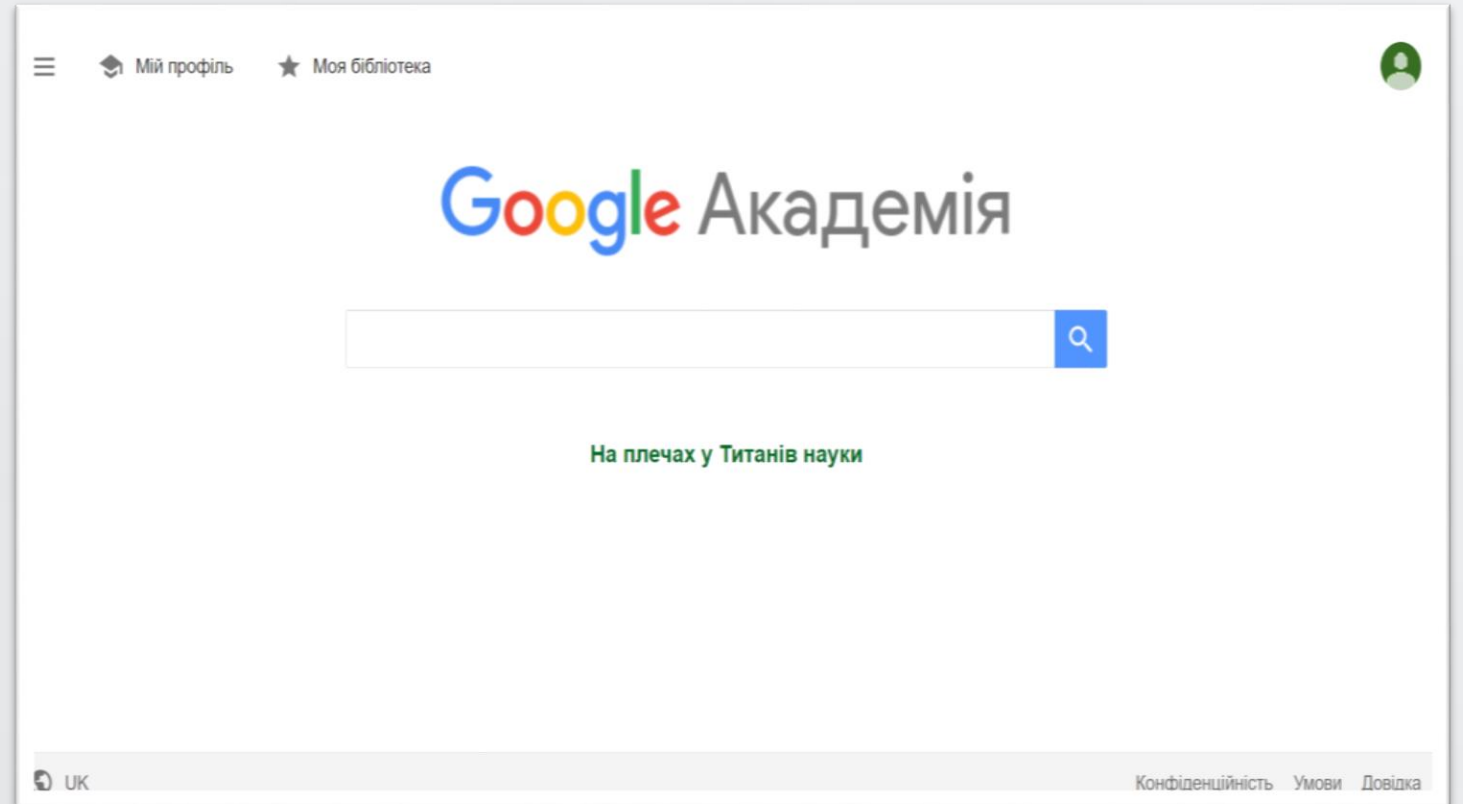 Мій профіль
Моя бібліотека
Google Академія
На плечах у Титанів науки
UK
Конфіденційність Умови Довідка